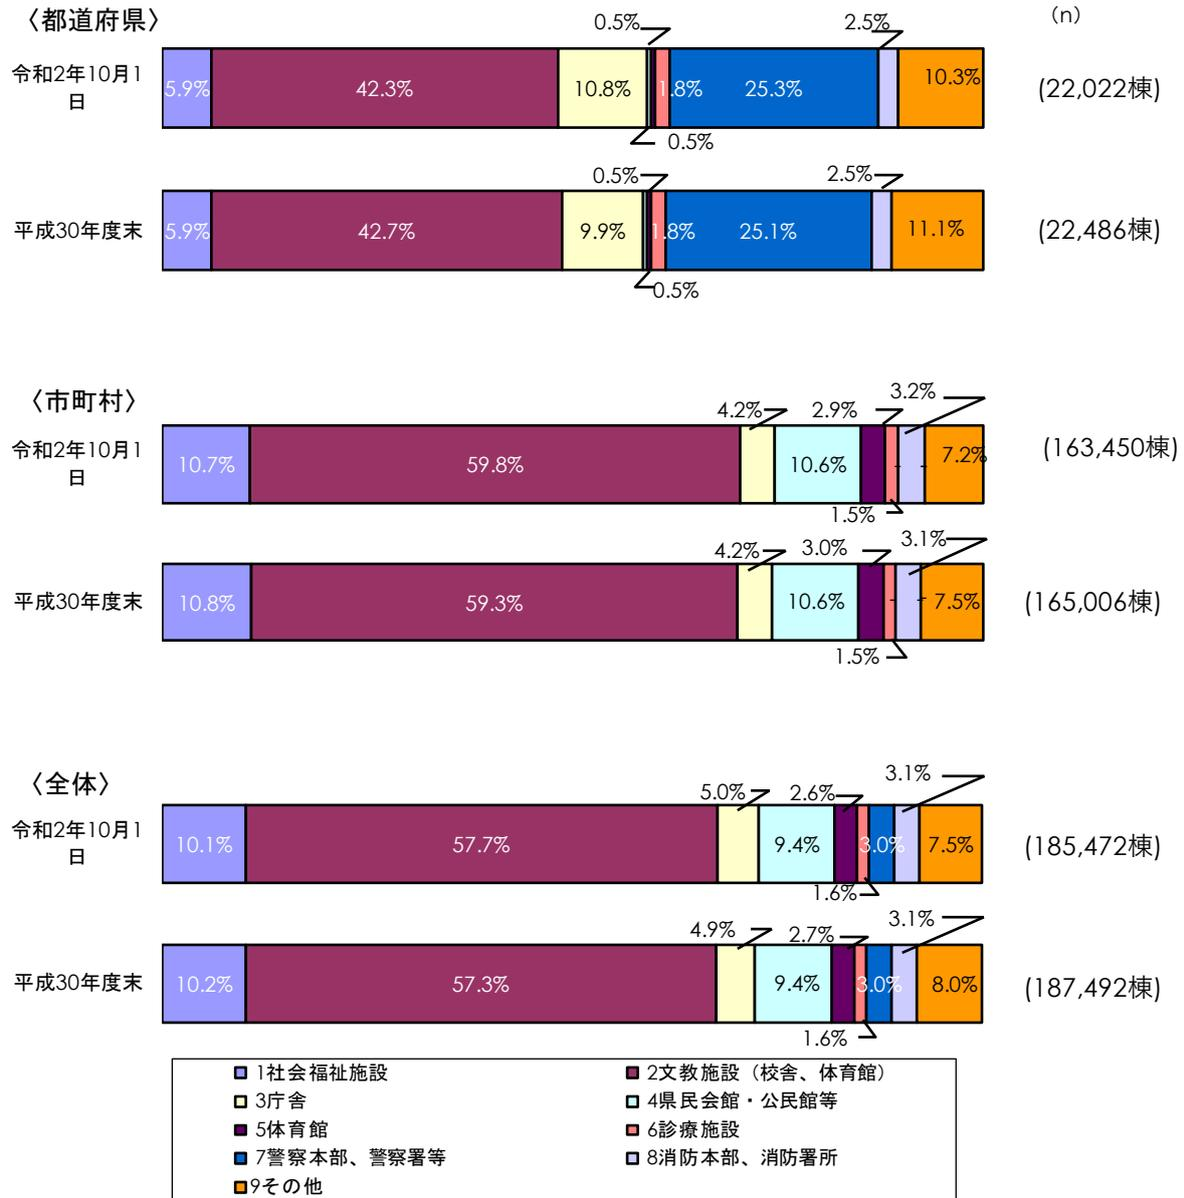 〈都道府県〉
(n)
0.5%
2.5%
令和2年10月1
日
5.9%
42.3%
10.8%
1.8%
25.3%
10.3%
(22,022棟)
0.5%
0.5%
2.5%
平成30年度末
5.9%
42.7%
9.9%
1.8%
25.1%
11.1%
(22,486棟)
0.5%
〈市町村〉
4.2%
2.9%
3.2%
令和2年10月1
日
10.7%
59.8%
10.6%
7.2%
(163,450棟)
1.5%
4.2%
3.0%
3.1%
平成30年度末
10.8%
59.3%
10.6%
7.5%
(165,006棟)
1.5%
〈全体〉
5.0%
2.6%
3.1%
令和2年10月1
日
10.1%
57.7%
9.4%
3.0%
7.5%
(185,472棟)
1.6%
4.9%
2.7%
3.1%
平成30年度末
10.2%
57.3%
9.4%
3.0%
8.0%
(187,492棟)
1.6%
1社会福祉施設
2文教施設（校舎、体育館）
3庁舎
4県民会館・公民館等
5体育館
6診療施設
7警察本部、警察署等
8消防本部、消防署所
9その他